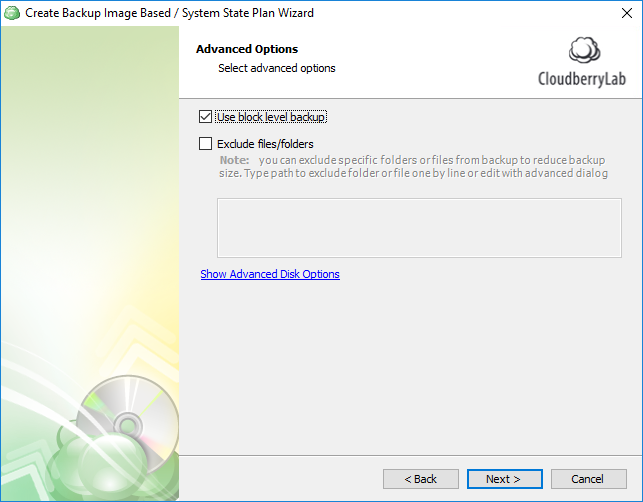 Create Backup Image Based / System State Plan Wizard
Advanced Options
Select advanced options
CloudberryLab
Use block level backup
Exclude files/folders
Note: you can exclude specific folders or files from backup to reduce backup
size. Type path to exclude folder or file one by line or edit with advanced dialog
Show Advanced Disk Options
< Back
Next >
Cancel